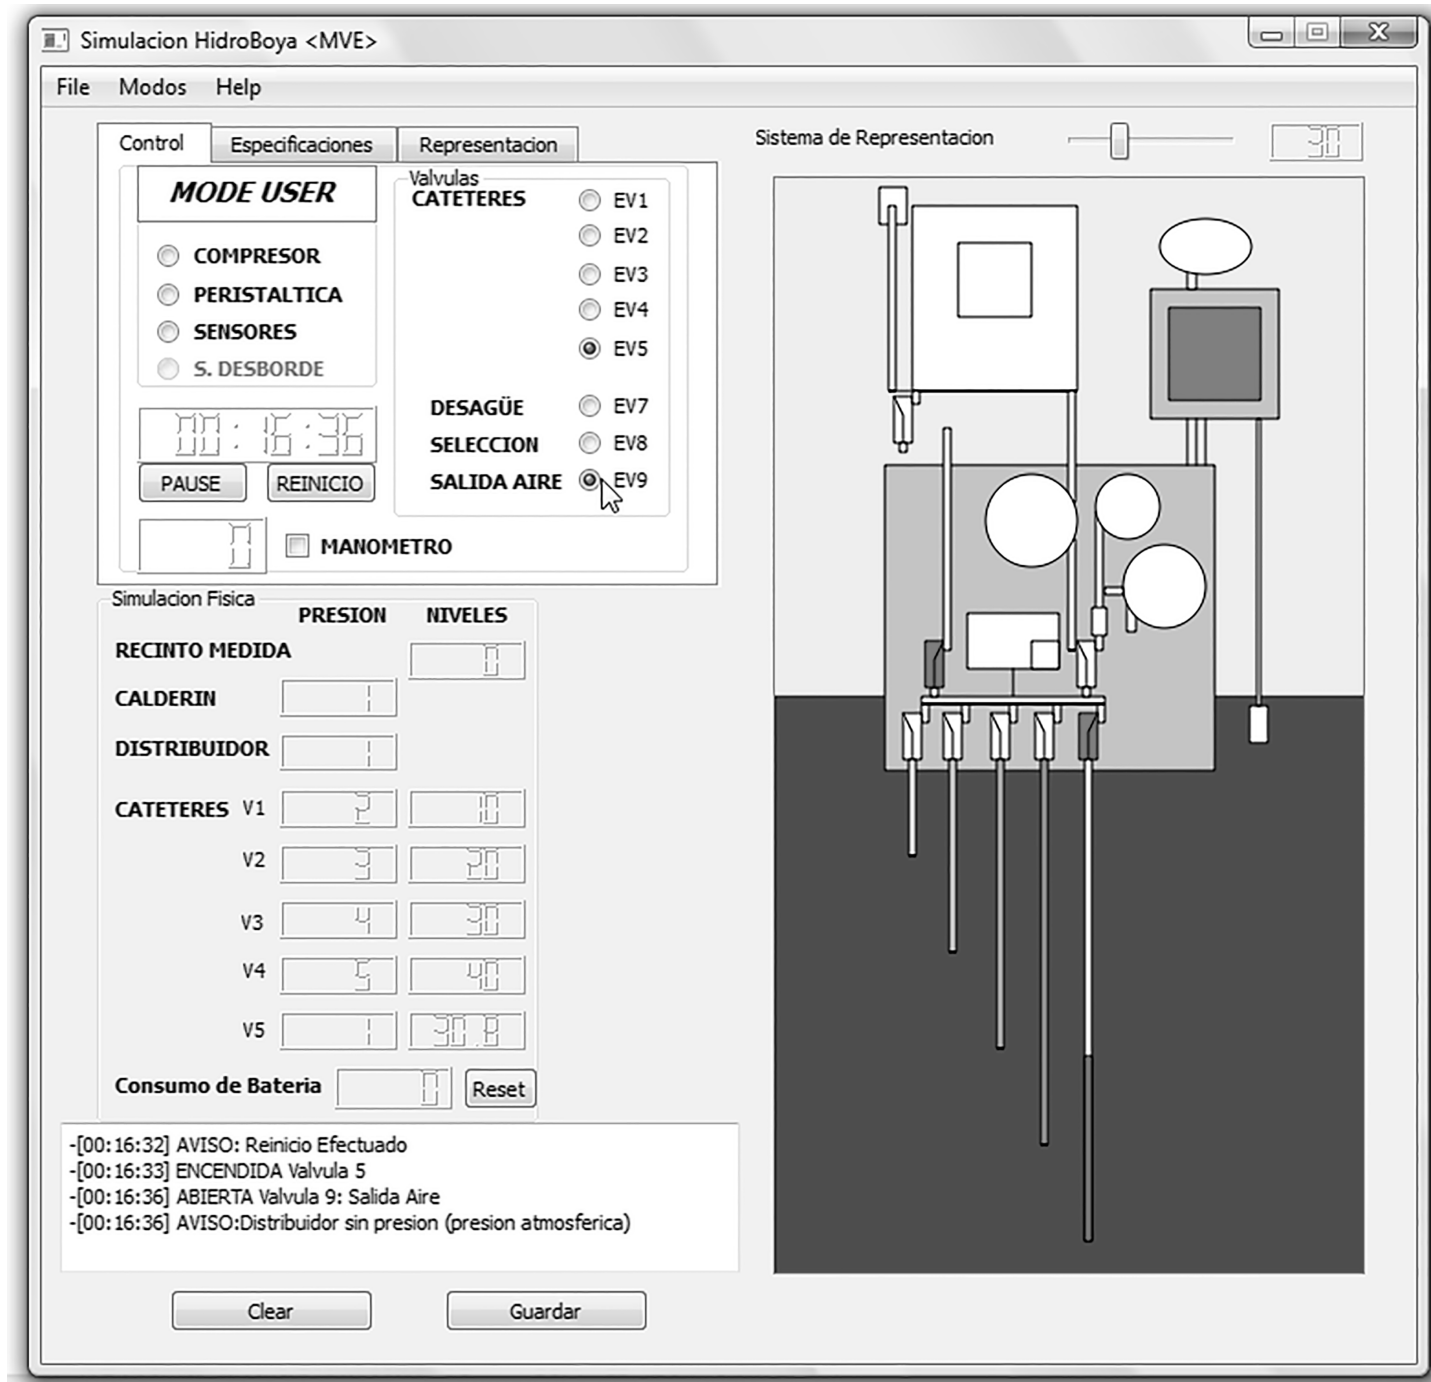 Simulacion HidroBoya <MVE>
File Modos Help
Control Especificaciones Representacion
Sistema de Representacion 30
MODE USER
COMPRESOR
PERISTALTICA
SENSORES
S. DESBORDE
Valvulas
CATETERES EV1
EV2
EV3
EV4
EV5
DESAGÜE EV7
SELECCION EV8
SALIDA AIRE EV9
00:16:36
PAUSE REINICIO
0 MANOMETRO
Simulacion Fisica
PRESION NIVELES
RECINTO MEDIDA 0
CALDERIN 1
DISTRIBUIDOR 1
CATETERES V1 2 10
V2 3 20
V3 4 30
V4 5 40
V5 1 30.8
Consumo de Bateria 0 Reset
-[00:16:32] AVISO: Reinicio Efectuado
-[00:16:33] ENCENDIDA Valvula 5
-[00:16:36] ABIERTA Valvula 9: Salida Aire
-[00:16:36] AVISO:Distribuidor sin presion (presion atmosferica)
Clear Guardar